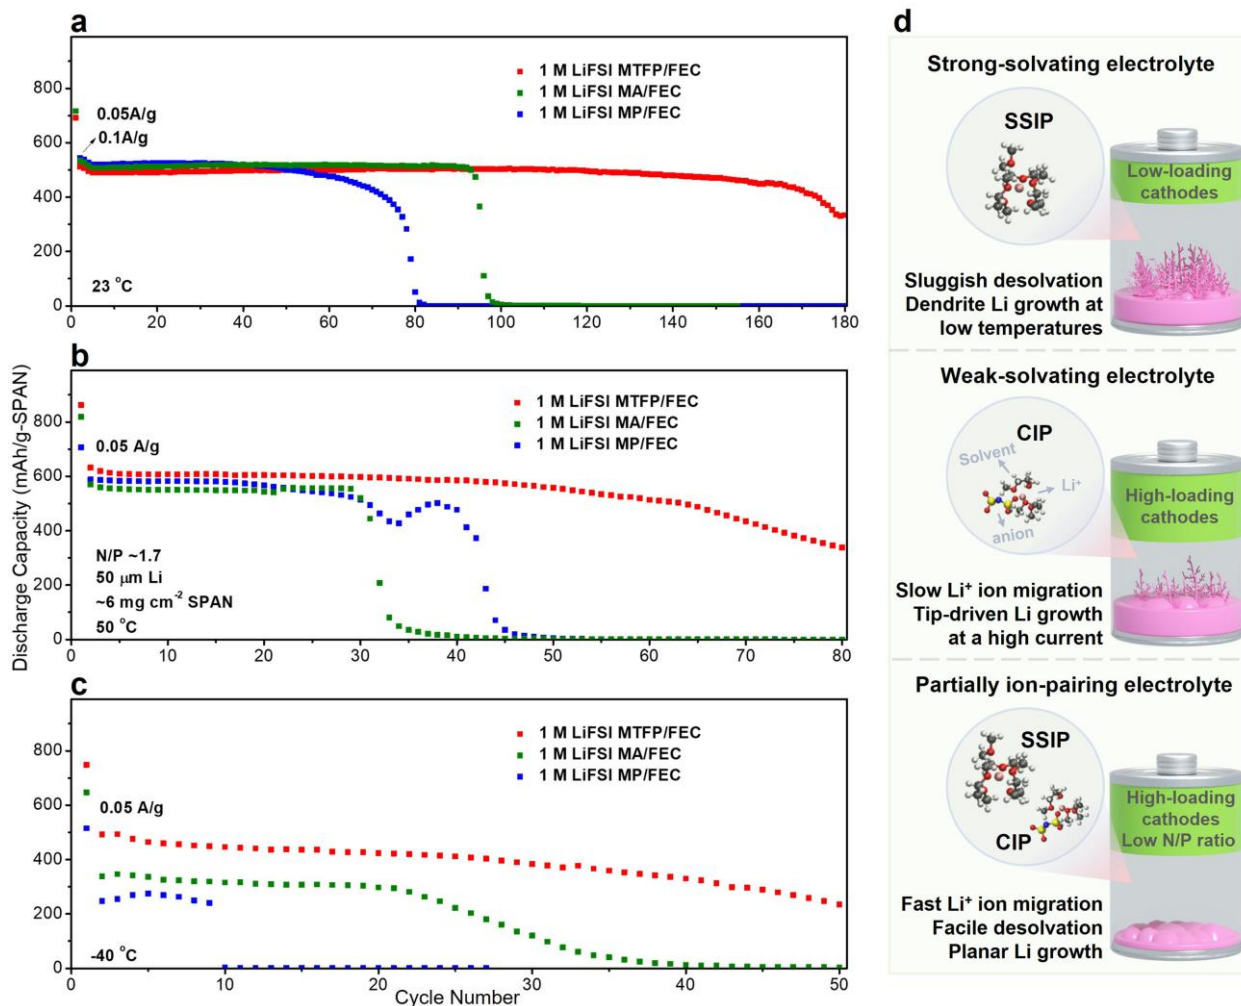 a
1 M LiFSI MTFP/FEC
1 M LiFSI MA/FEC
1 M LiFSI MP/FEC
0.05A/g
0.1A/g
800
600
400
200
0
23 °C
0 20 40 60 80 100 120 140 160 180
b
1 M LiFSI MTFP/FEC
1 M LiFSI MA/FEC
1 M LiFSI MP/FEC
0.05 A/g
Discharge Capacity (mAh/g-SPAN)
800
600
400
200
0
N/P ~1.7
50 μm Li
~6 mg cm⁻² SPAN
50 °C
0 10 20 30 40 50 60 70 80
c
1 M LiFSI MTFP/FEC
1 M LiFSI MA/FEC
1 M LiFSI MP/FEC
0.05 A/g
800
600
400
200
0
-40 °C
0 10 20 30 40 50
Cycle Number
d
Strong-solvating electrolyte
SSIP
Low-loading
cathodes
Sluggish desolvation
Dendrite Li growth at
low temperatures
Weak-solvating electrolyte
CIP
Solvent
Li⁺
anion
High-loading
cathodes
Slow Li⁺ ion migration
Tip-driven Li growth
at a high current
Partially ion-pairing electrolyte
SSIP
CIP
High-loading
cathodes
Low N/P ratio
Fast Li⁺ ion migration
Facile desolvation
Planar Li growth